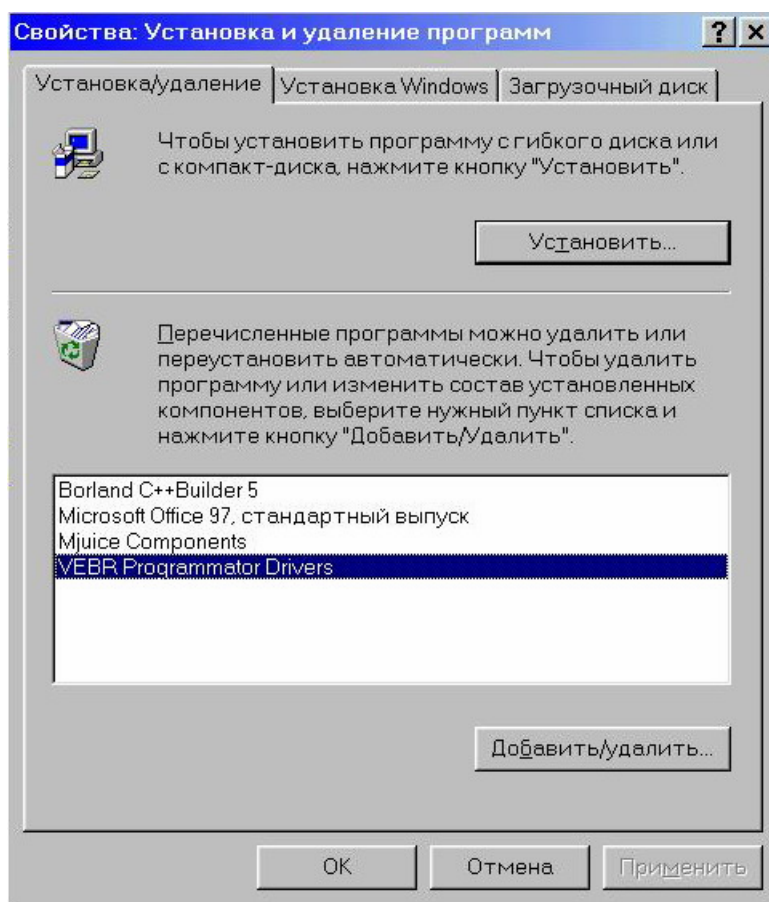 Свойства: Установка и удаление программ
Установка/удаление Установка Windows Загрузочный диск
Чтобы установить программу с гибкого диска или
с компакт-диска, нажмите кнопку "Установить".
Установить...
Перечисленные программы можно удалить или
переустановить автоматически. Чтобы удалить
программу или изменить состав установленных
компонентов, выберите нужный пункт списка и
нажмите кнопку "Добавить/Удалить".
Borland C++Builder 5
Microsoft Office 97, стандартный выпуск
Mjuice Components
VEBR Programmator Drivers
Добавить/удалить...
OK Отмена Применить